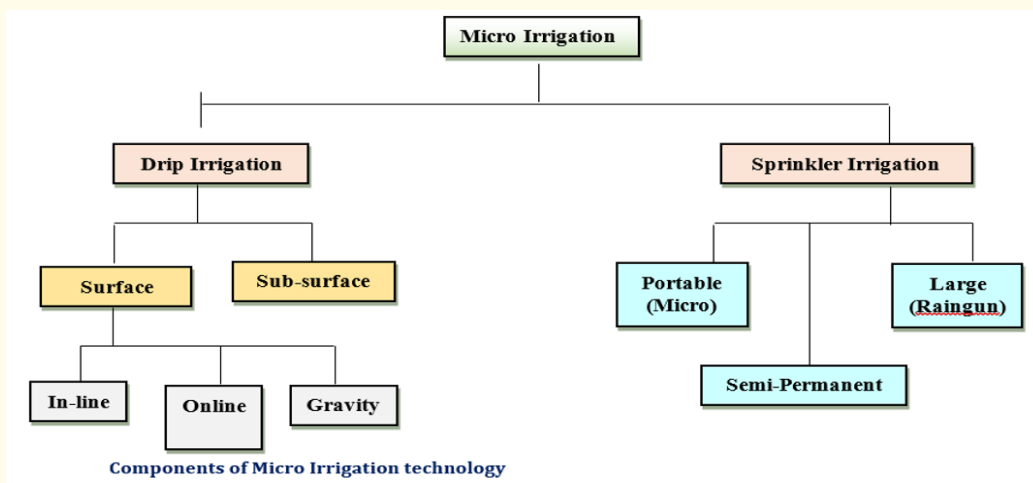 Micro Irrigation
Drip Irrigation
Sprinkler Irrigation
Surface
Sub-surface
Portable
(Micro)
Large
(Raingun)
Semi-Permanent
In-line
Online
Gravity
Components of Micro Irrigation technology